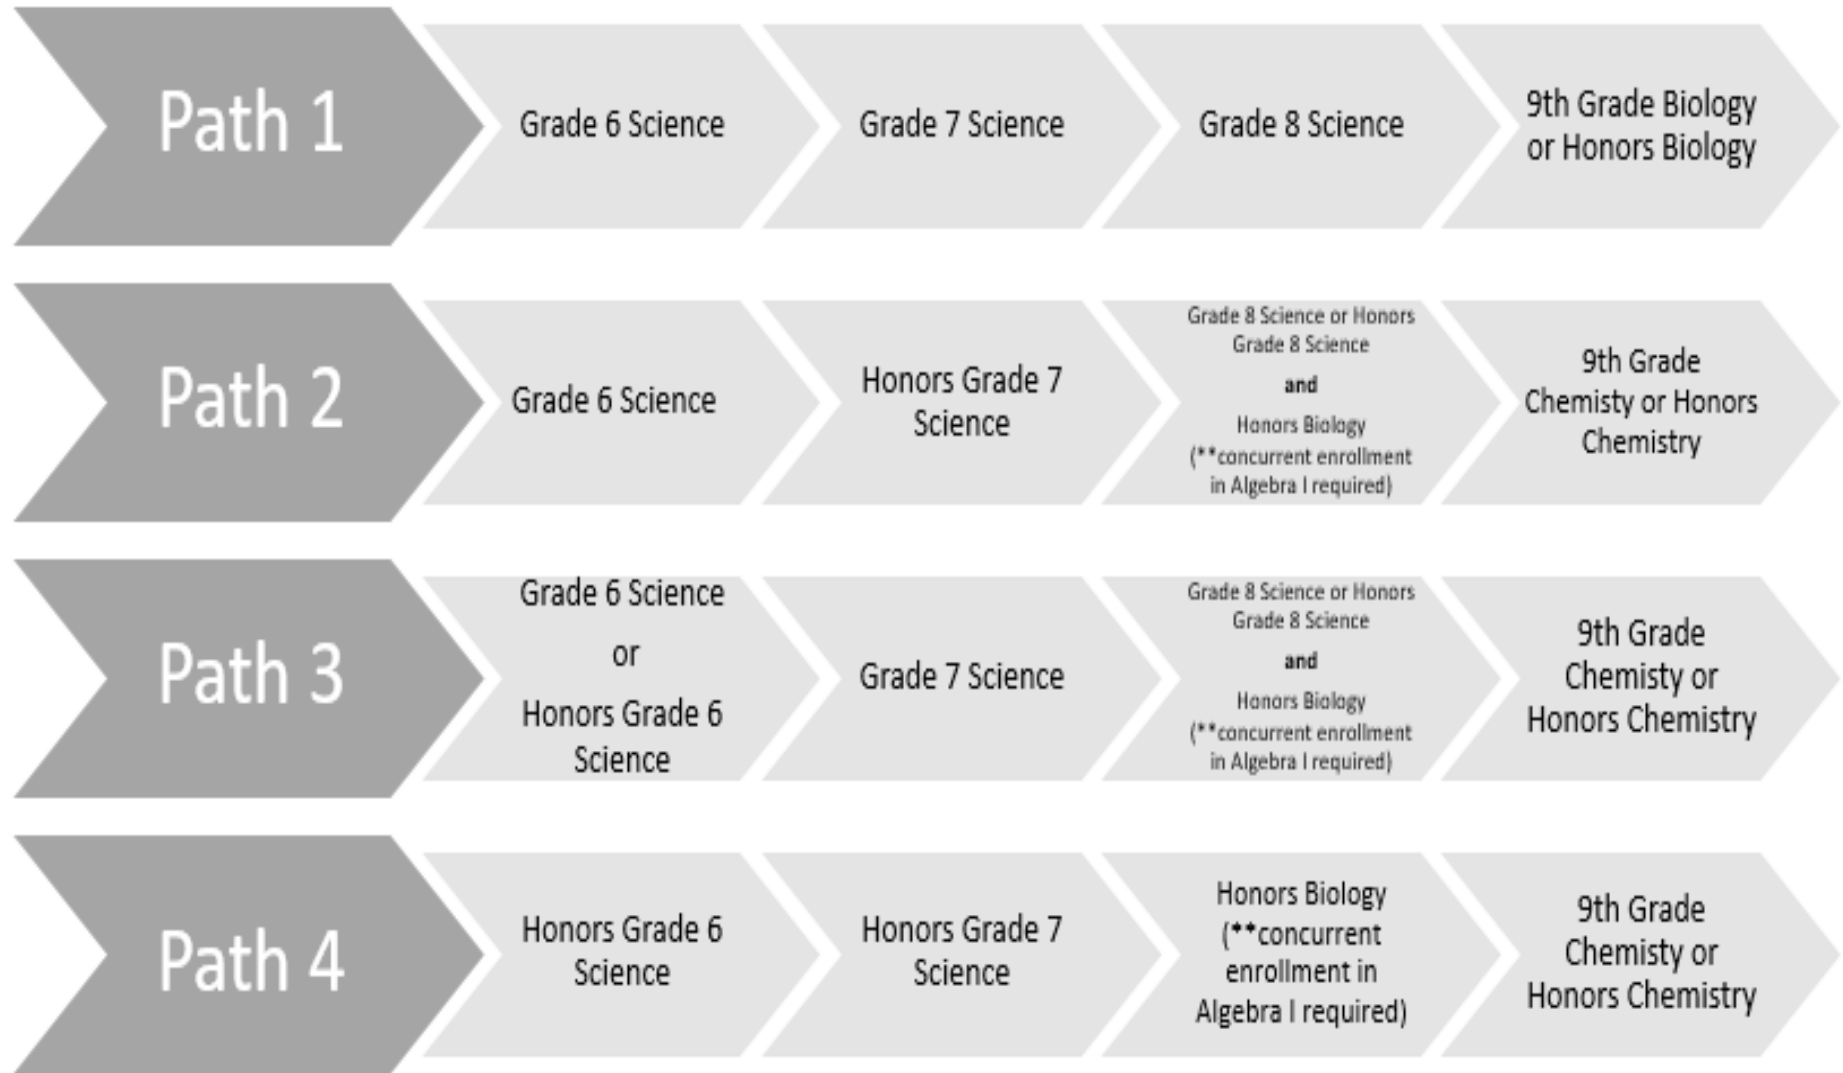 Path 1
Grade 6 Science
Grade 7 Science
Grade 8 Science
9th Grade Biology
or Honors Biology
Path 2
Grade 6 Science
Honors Grade 7
Science
Grade 8 Science or Honors
Grade 8 Science
and
Honors Biology
(**concurrent enrollment
in Algebra I required)
9th Grade
Chemisty or Honors
Chemistry
Path 3
Grade 6 Science
or
Honors Grade 6
Science
Grade 7 Science
Grade 8 Science or Honors
Grade 8 Science
and
Honors Biology
(**concurrent enrollment
in Algebra I required)
9th Grade
Chemisty or
Honors Chemistry
Path 4
Honors Grade 6
Science
Honors Grade 7
Science
Honors Biology
(**concurrent
enrollment in
Algebra I required)
9th Grade
Chemisty or
Honors Chemistry